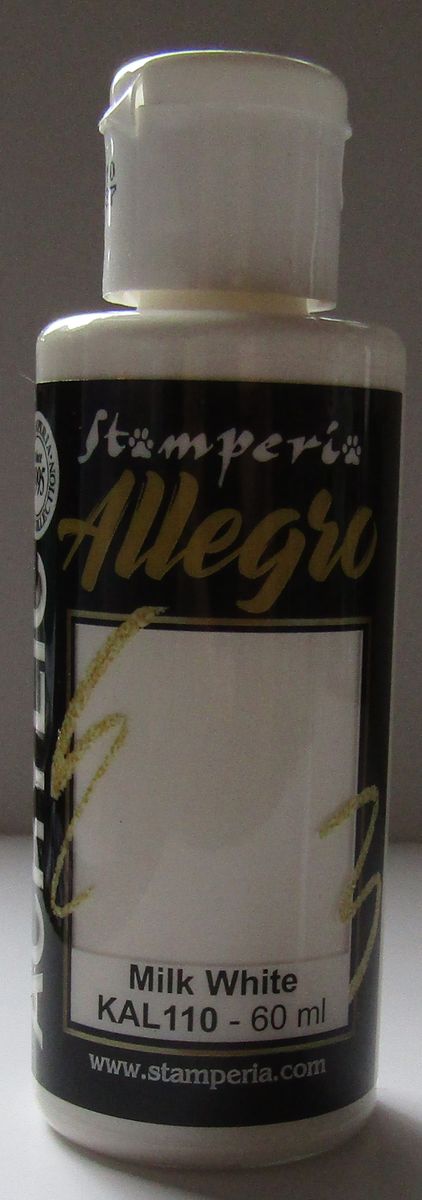 Stamperia
Allegro
Milk White
KAL110 - 60 ml
www.stamperia.com